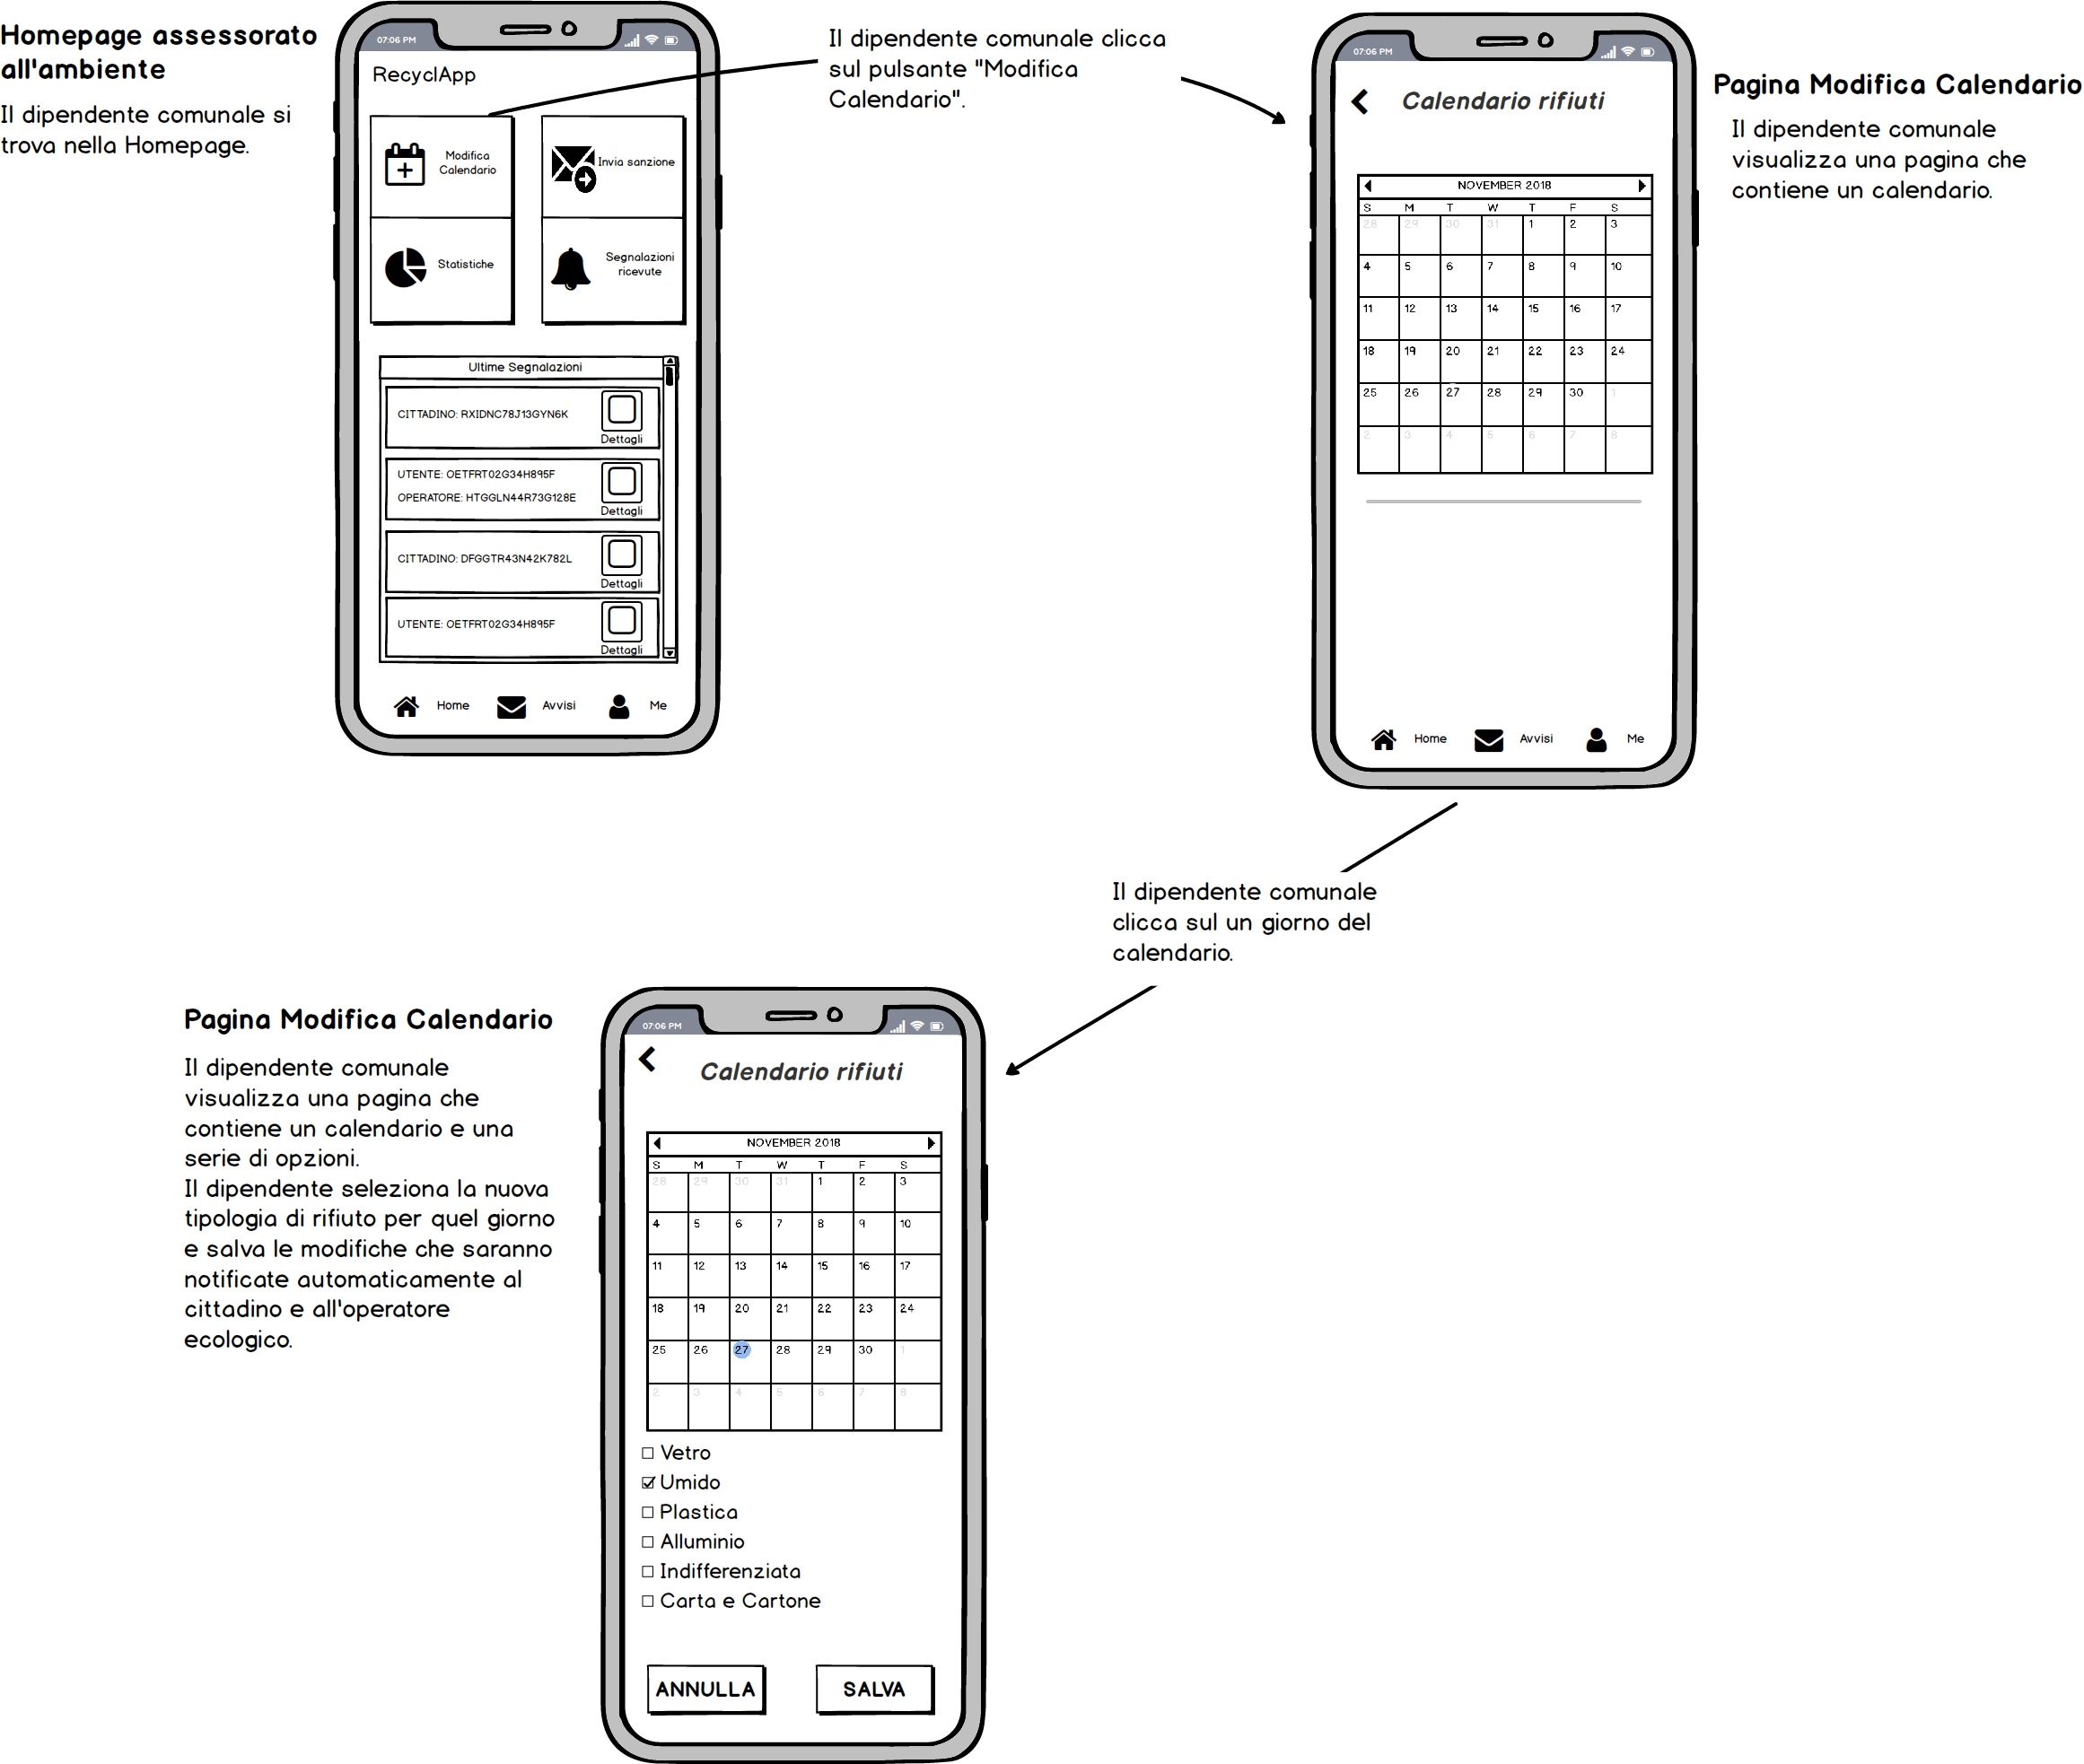 Homepage assessorato
all'ambiente
Il dipendente comunale si
trova nella Homepage.
07:06 PM
RecyclApp
Modifica
Calendario
Invia sanzione
Statistiche
Segnalazioni
ricevute
Ultime Segnalazioni
CITTADINO: RXIDNC78J13GYN6K
Dettagli
UTENTE: OETFRT02G34H895F
OPERATORE: HTGGLN44R73G128E
Dettagli
CITTADINO: DFGGTR43N42K782L
Dettagli
UTENTE: OETFRT02G34H895F
Dettagli
Home Avvisi Me
Il dipendente comunale clicca
sul pulsante "Modifica
Calendario".
07:06 PM
Calendario rifiuti
NOVEMBER 2018
S M T W T F S
28 29 30 31 1 2 3
4 5 6 7 8 9 10
11 12 13 14 15 16 17
18 19 20 21 22 23 24
25 26 27 28 29 30 1
2 3 4 5 6 7 8
Home Avvisi Me
Pagina Modifica Calendario
Il dipendente comunale
visualizza una pagina che
contiene un calendario.
Il dipendente comunale
clicca sul un giorno del
calendario.
Pagina Modifica Calendario
Il dipendente comunale
visualizza una pagina che
contiene un calendario e una
serie di opzioni.
Il dipendente seleziona la nuova
tipologia di rifiuto per quel giorno
e salva le modifiche che saranno
notificate automaticamente al
cittadino e all'operatore
ecologico.
07:06 PM
Calendario rifiuti
NOVEMBER 2018
S M T W T F S
28 29 30 31 1 2 3
4 5 6 7 8 9 10
11 12 13 14 15 16 17
18 19 20 21 22 23 24
25 26 27 28 29 30 1
2 3 4 5 6 7 8
Vetro
Umido
Plastica
Alluminio
Indifferenziata
Carta e Cartone
ANNULLA SALVA